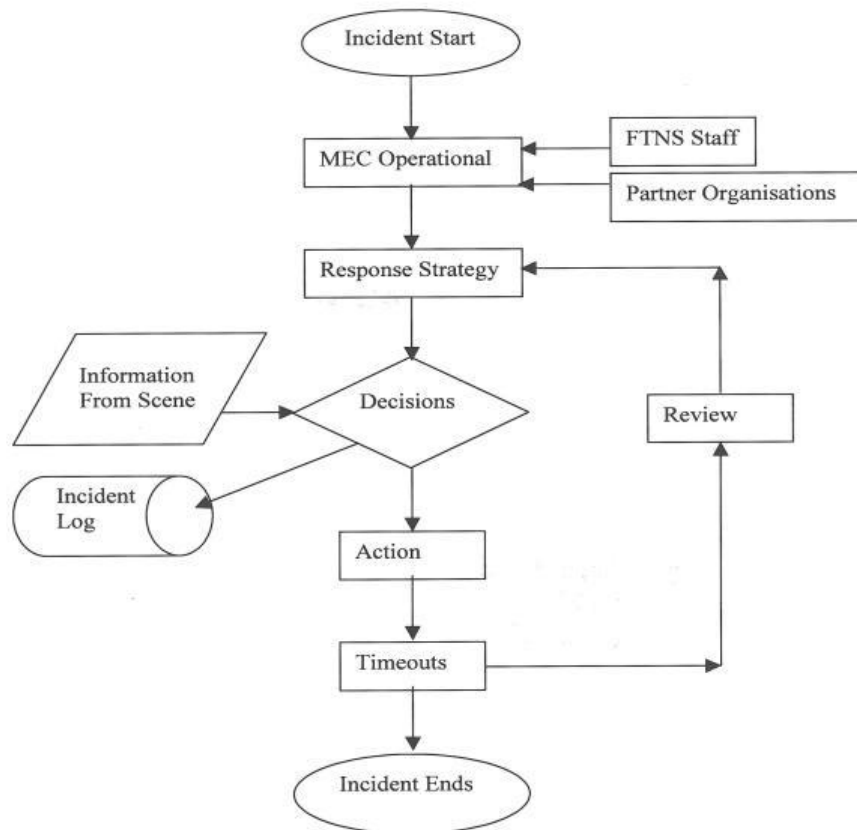 Incident Start
FTNS Staff
MEC Operational
Partner Organisations
Response Strategy
Information
From Scene
Decisions
Review
Incident
Log
Action
Timeouts
Incident Ends